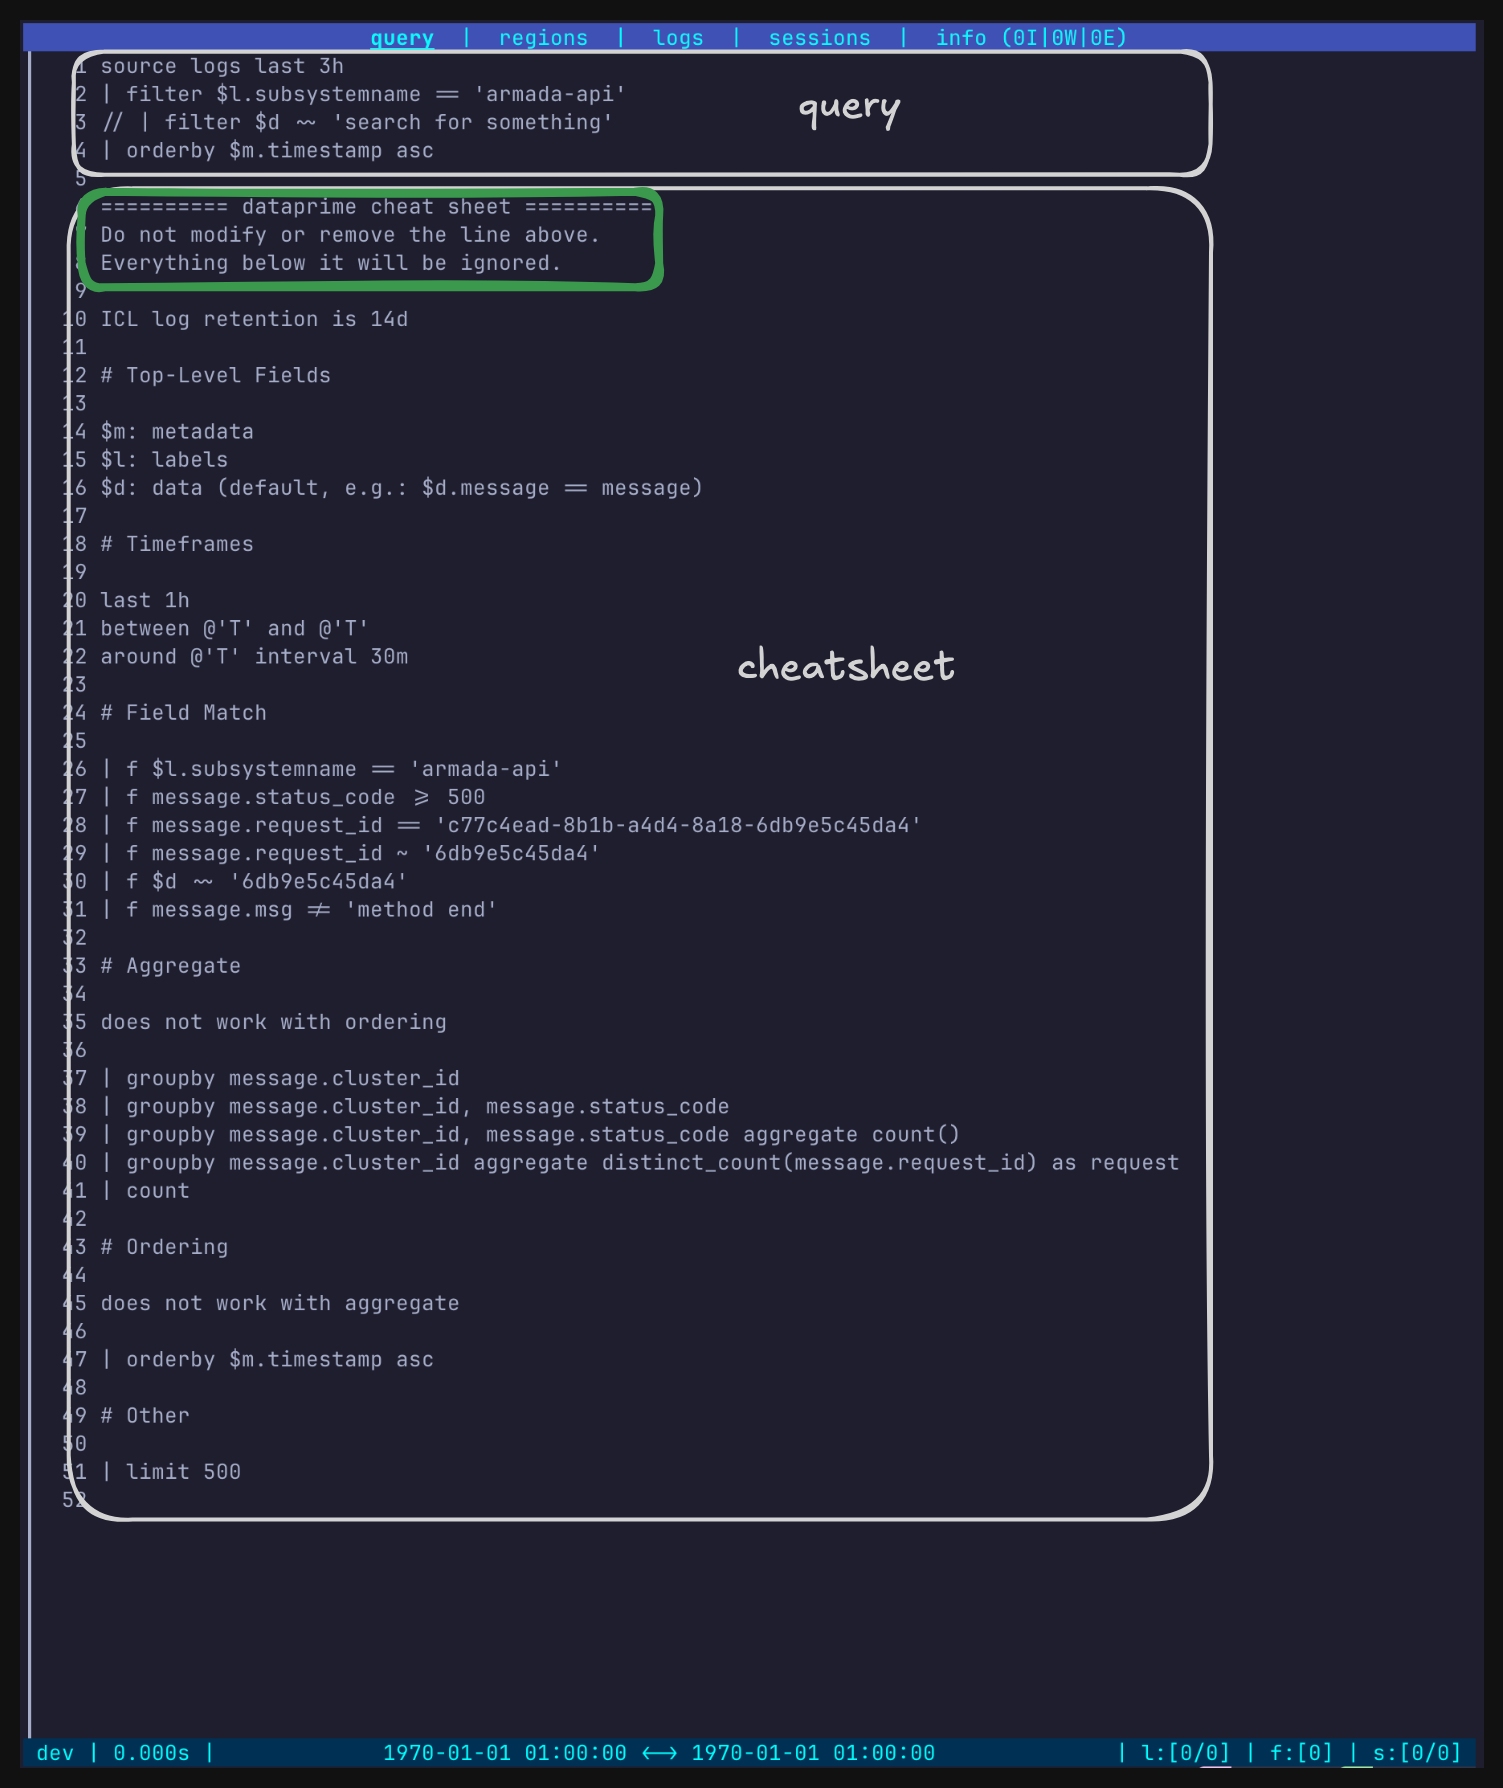 query | regions | logs | sessions | info (0I|0W|0E)
1 source logs last 3h
2 | filter $l.subsystemname == 'armada-api'
query
3 // | filter $d ~~ 'search for something'
4 | orderby $m.timestamp asc
5
========== dataprime cheat sheet ==========
7 Do not modify or remove the line above.
8 Everything below it will be ignored.
9
10 ICL log retention is 14d
11
12 # Top-Level Fields
13
14 $m: metadata
15 $l: labels
16 $d: data (default, e.g.: $d.message == message)
17
18 # Timeframes
19
20 last 1h
21 between @'T' and @'T'
22 around @'T' interval 30m
cheatsheet
23
24 # Field Match
25
26 | f $l.subsystemname == 'armada-api'
27 | f message.status_code >= 500
28 | f message.request_id == 'c77c4ead-8b1b-a4d4-8a18-6db9e5c45da4'
29 | f message.request_id ~ '6db9e5c45da4'
30 | f $d ~~ '6db9e5c45da4'
31 | f message.msg != 'method end'
32
33 # Aggregate
34
35 does not work with ordering
36
37 | groupby message.cluster_id
38 | groupby message.cluster_id, message.status_code
39 | groupby message.cluster_id, message.status_code aggregate count()
40 | groupby message.cluster_id aggregate distinct_count(message.request_id) as request
41 | count
42
43 # Ordering
44
45 does not work with aggregate
46
47 | orderby $m.timestamp asc
48
49 # Other
50
51 | limit 500
52
dev | 0.000s | 1970-01-01 01:00:00 <-> 1970-01-01 01:00:00 | l:[0/0] | f:[0] | s:[0/0]